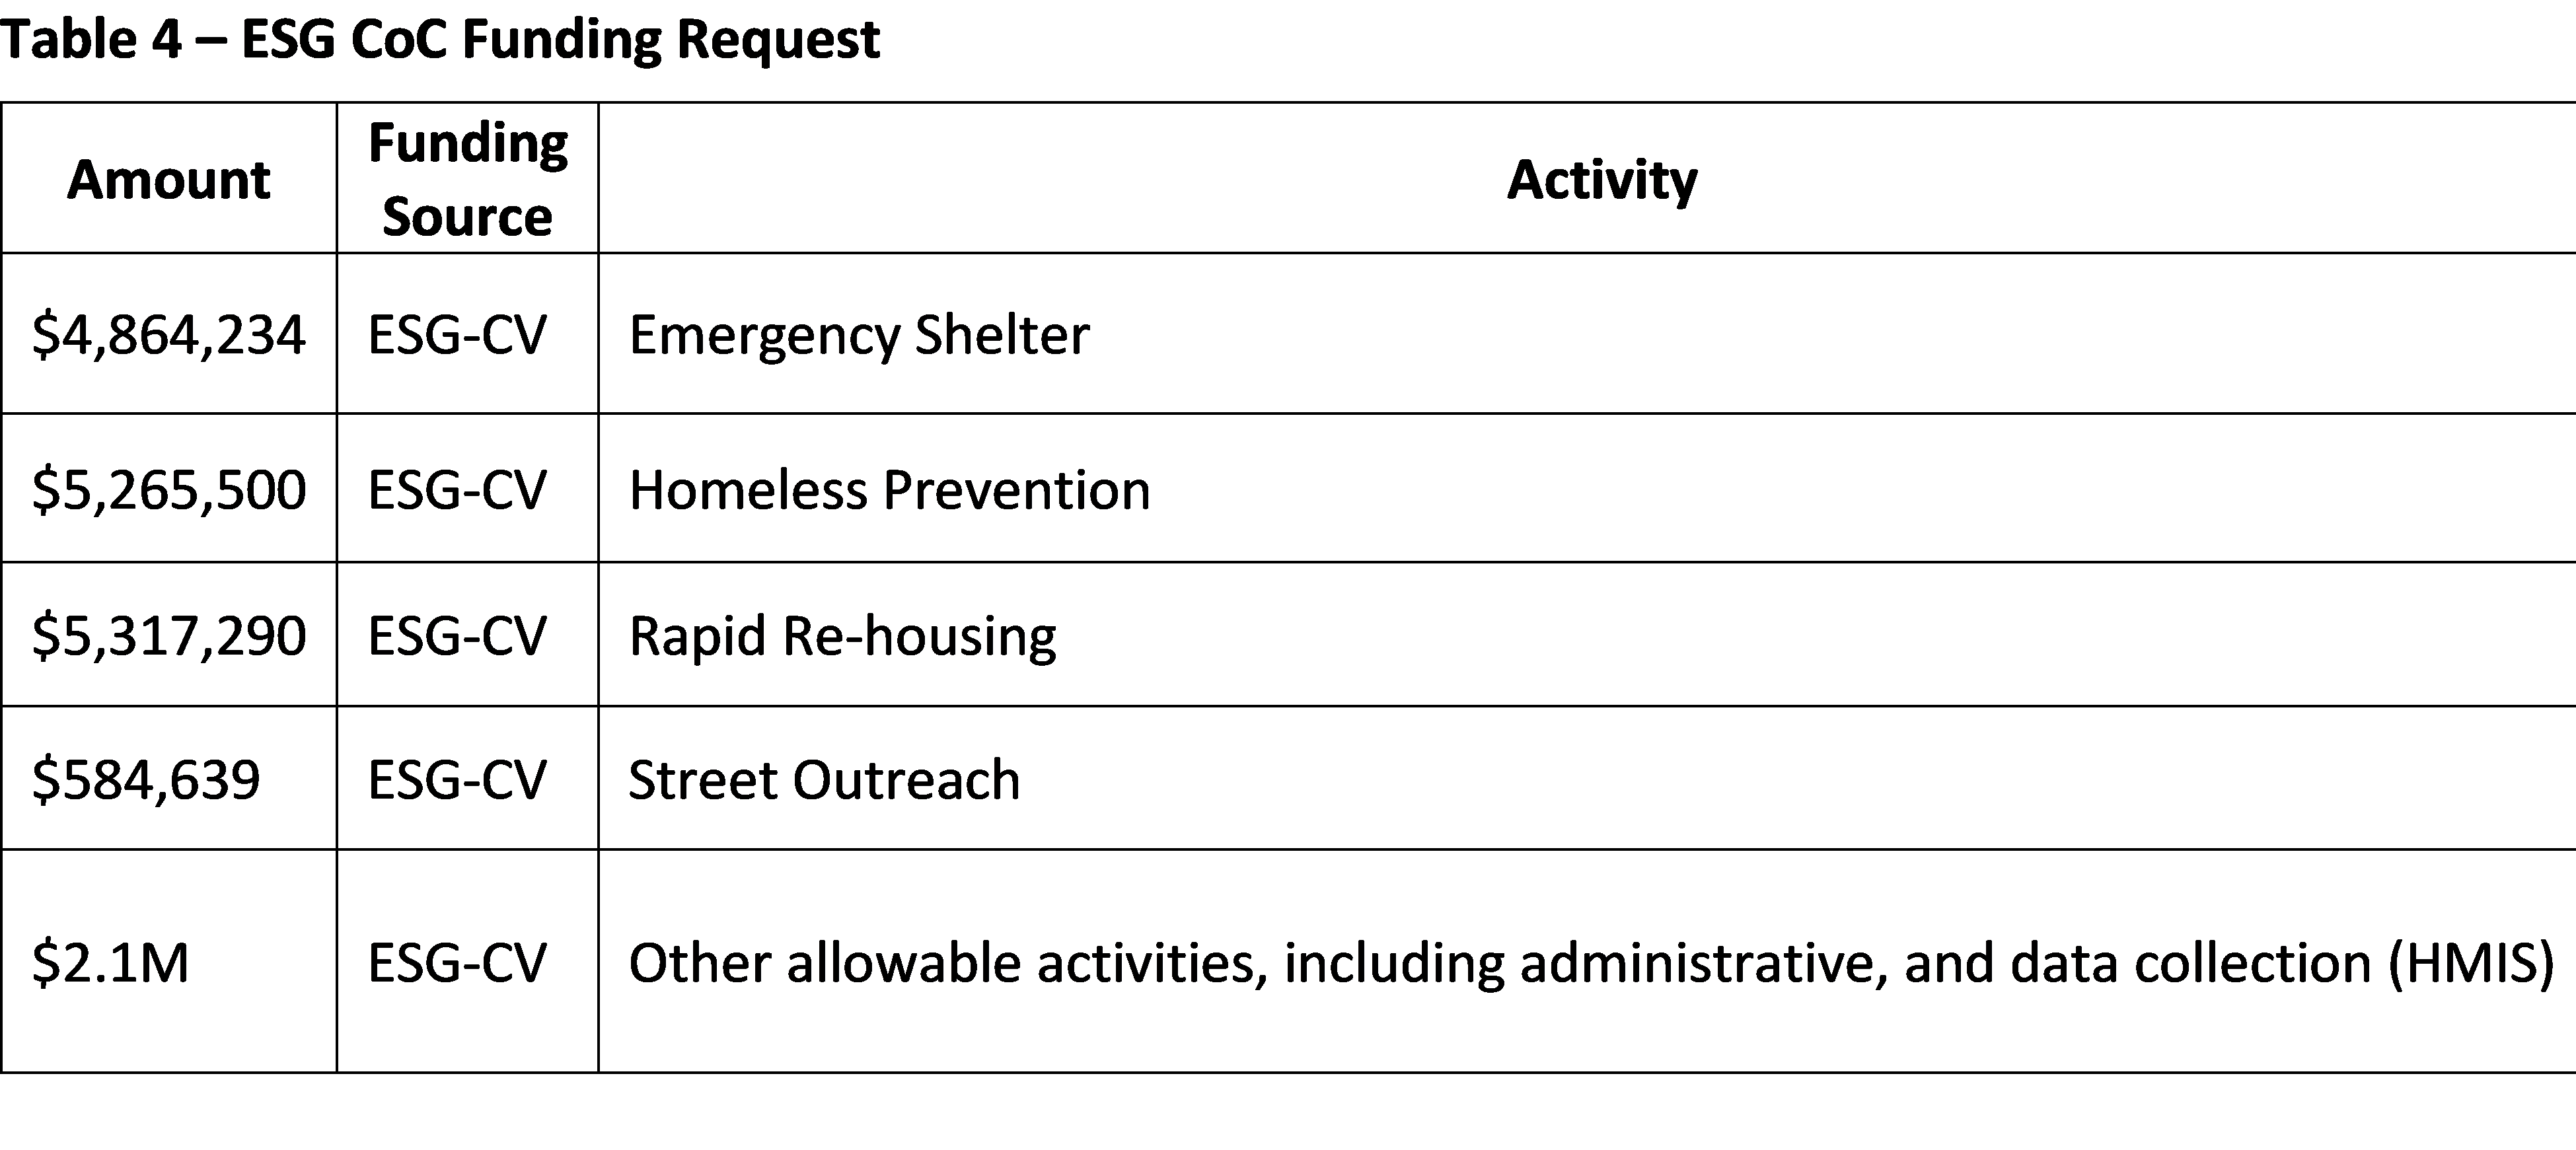 Table 4 – ESG CoC Funding Request
Amount Funding Source Activity
$4,864,234 ESG-CV Emergency Shelter
$5,265,500 ESG-CV Homeless Prevention
$5,317,290 ESG-CV Rapid Re-housing
$584,639 ESG-CV Street Outreach
$2.1M ESG-CV Other allowable activities, including administrative, and data collection (HMIS)